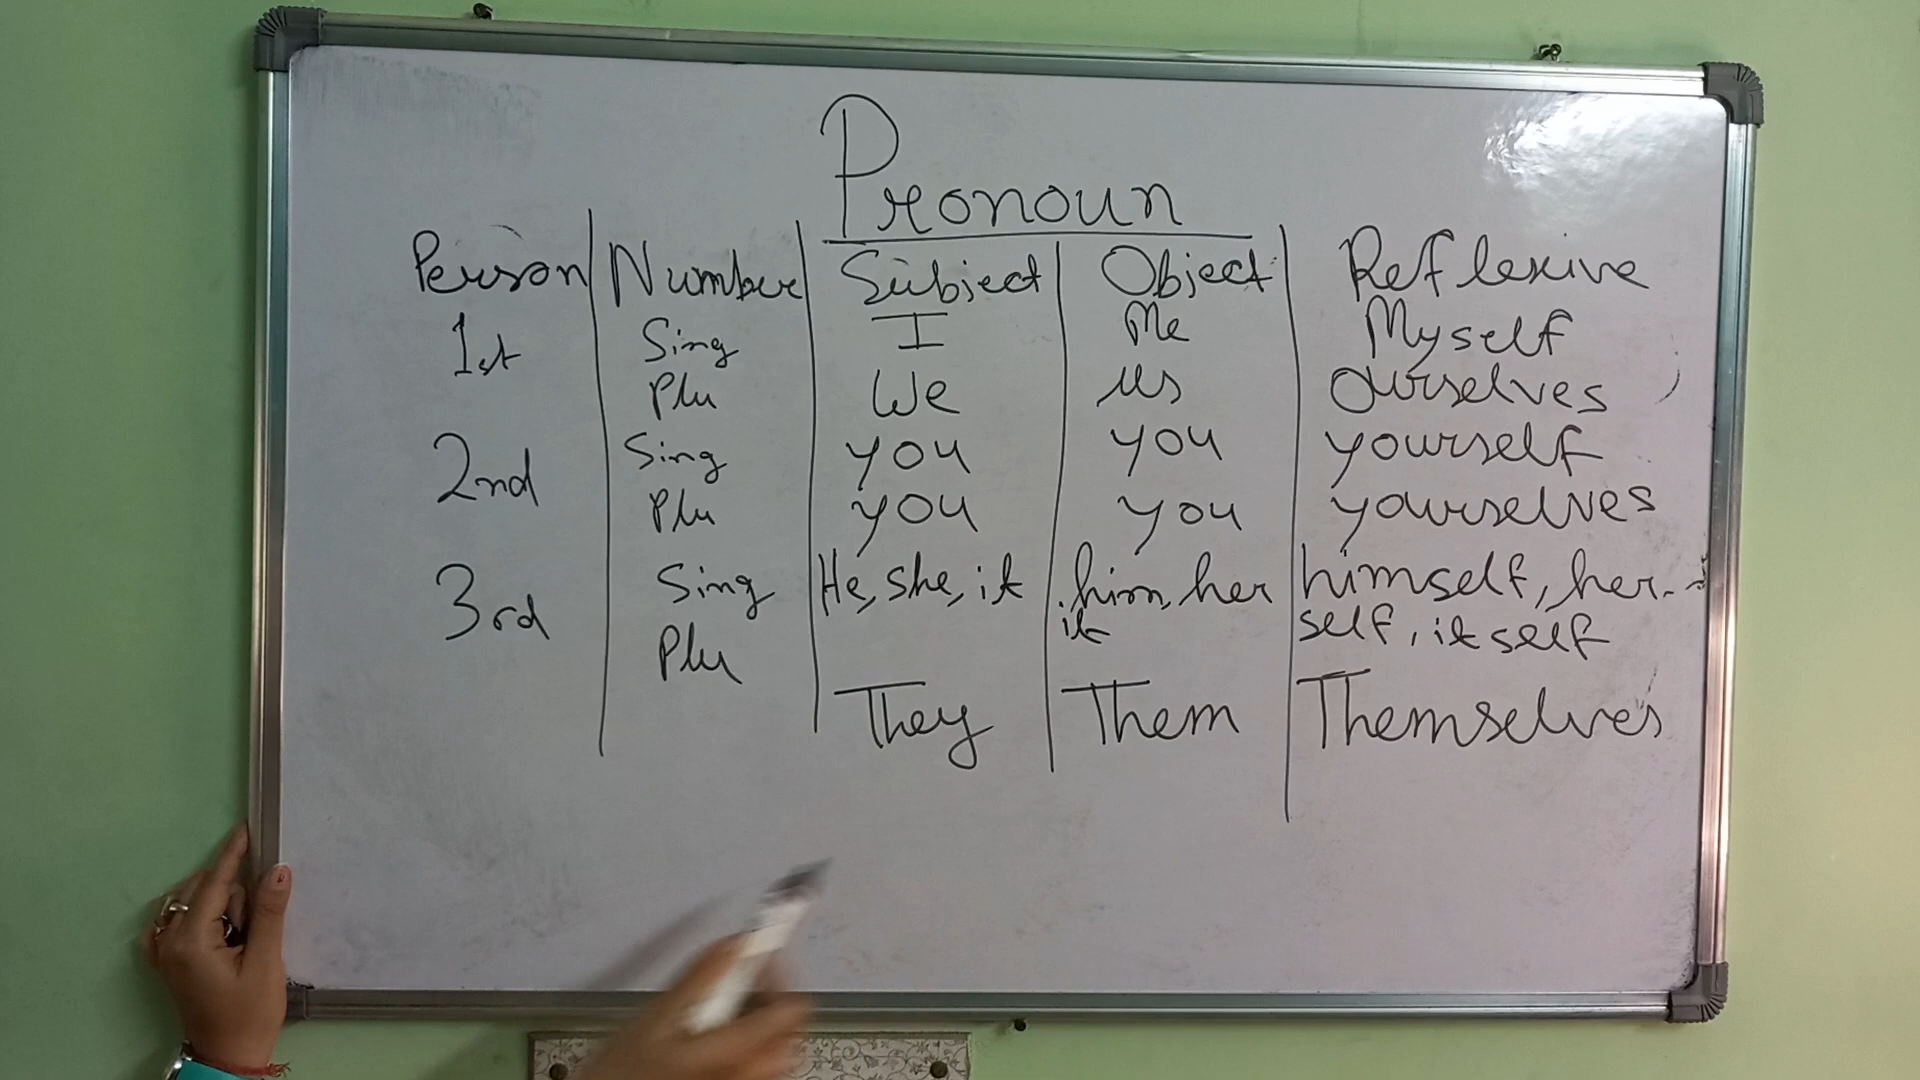 Pronoun
Person Number Subject Object Reflexive
1st Sing I Me Myself
Plu We us ourselves
2nd Sing you you yourself
Plu you you yourselves
3rd Sing He, she, it him, her himself, her-
it self, itself
Plu
They Them Themselves